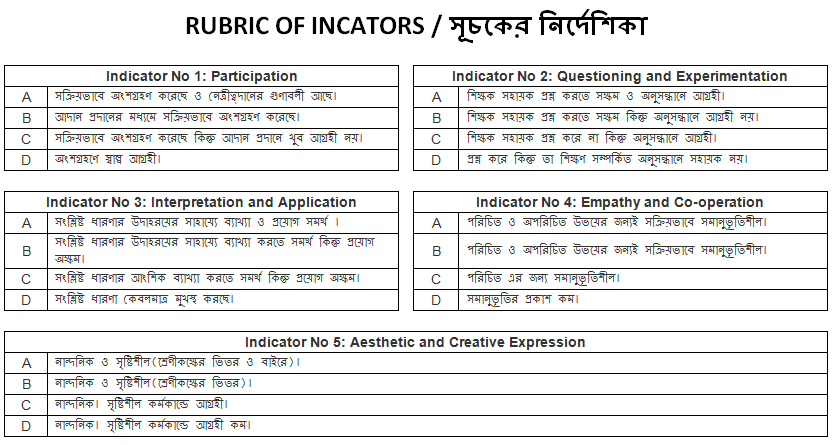 RUBRIC OF INCATORS / সূচকের নির্দেশিকা
Indicator No 1: Participation
A সক্রিয়ভাবে অংশগ্রহণ করেছে ও নেত্রীত্বদানের গুণাবলী আছে।
B আদান প্রদানের মধ্যমে সক্রিয়ভাবে অংশগ্রহণ করেছে।
C সক্রিয়ভাবে অংশগ্রহণ করেছে কিন্তু আদান প্রদানে খুব আগ্রহী নয়।
D অংশগ্রহণে স্বাম্ব আগ্রহী।
Indicator No 2: Questioning and Experimentation
A শিক্ষক সহায়ক প্রশ্ন করতে সক্ষম ও অনুসন্ধানে আগ্রহী।
B শিক্ষক সহায়ক প্রশ্ন করতে সক্ষম কিন্তু অনুসন্ধানে আগ্রহী নয়।
C শিক্ষক সহায়ক প্রশ্ন করে না কিন্তু অনুসন্ধানে আগ্রহী।
D প্রশ্ন করে কিন্তু তা শিক্ষণ সম্পর্কিত অনুসন্ধানে সহায়ক নয়।
Indicator No 3: Interpretation and Application
A সংশ্লিষ্ট ধারণার উদাহরয়ের সাহায্যে ব্যাখ্যা ও প্রয়োগ সমর্থ ।
B সংশ্লিষ্ট ধারণার উদাহরয়ের সাহায্যে ব্যাখ্যা করতে সমর্থ কিন্তু প্রয়োগ
অক্ষম।
C সংশ্লিষ্ট ধারণার আংশিক ব্যাখ্যা করতে সমর্থ কিন্তু প্রয়োগ অক্ষম।
D সংশ্লিষ্ট ধারণা কেবলমাত্র মুখস্থ করছে।
Indicator No 4: Empathy and Co-operation
A পরিচিত ও অপরিচিত উভয়ের জন্যই সক্রিয়ভাবে সমানুভূতিশীল।
B পরিচিত ও অপরিচিত উভয়ের জন্যই সক্রিয়ভাবে সমানুভূতিশীল।
C পরিচিত এর জন্য সমানুভূতিশীল।
D সমানুভূতির প্রকাশ কম।
Indicator No 5: Aesthetic and Creative Expression
A নান্দনিক ও সৃষ্টিশীল(শ্রেণীকক্ষের ভিতর ও বাইরে)।
B নান্দনিক ও সৃষ্টিশীল(শ্রেণীকক্ষের ভিতর)।
C নান্দনিক। সৃষ্টিশীল কর্মকান্ডে আগ্রহী।
D নান্দনিক। সৃষ্টিশীল কর্মকান্ডে আগ্রহী কম।